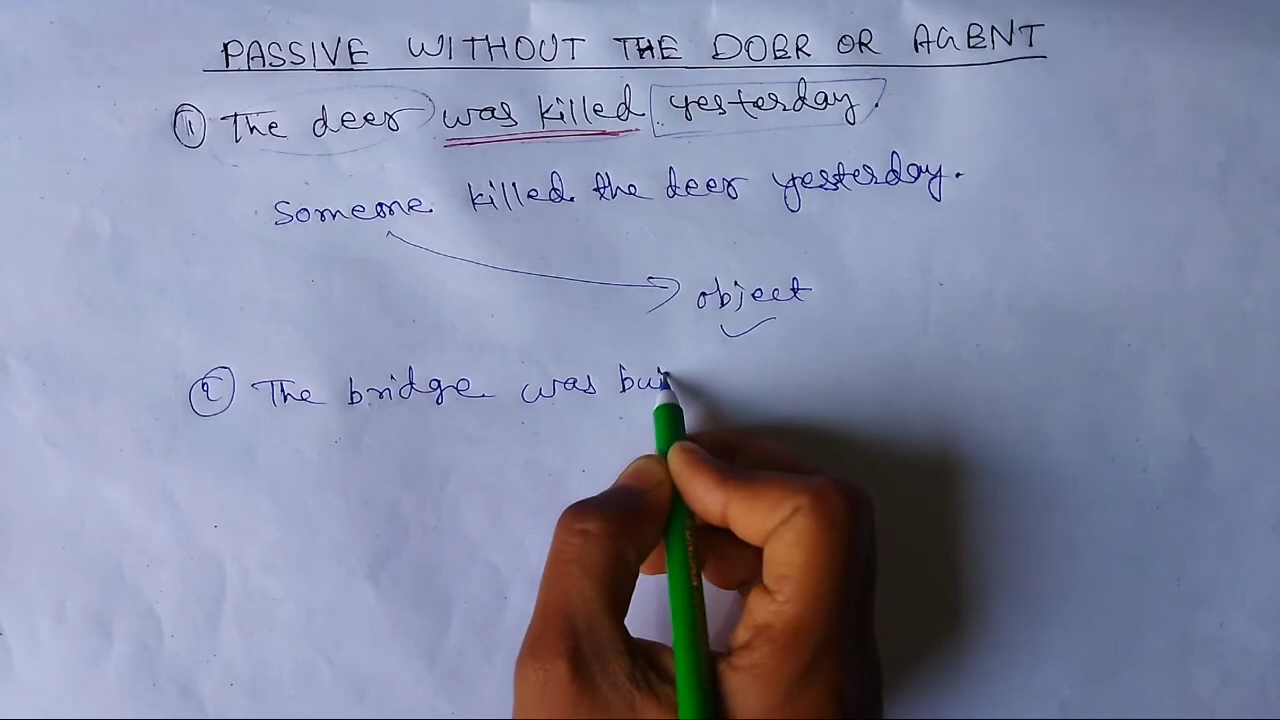 PASSIVE WITHOUT THE DOER OR AGENT
① The deer was killed yesterday.
Someone killed the deer yesterday.
object
② The bridge was bui